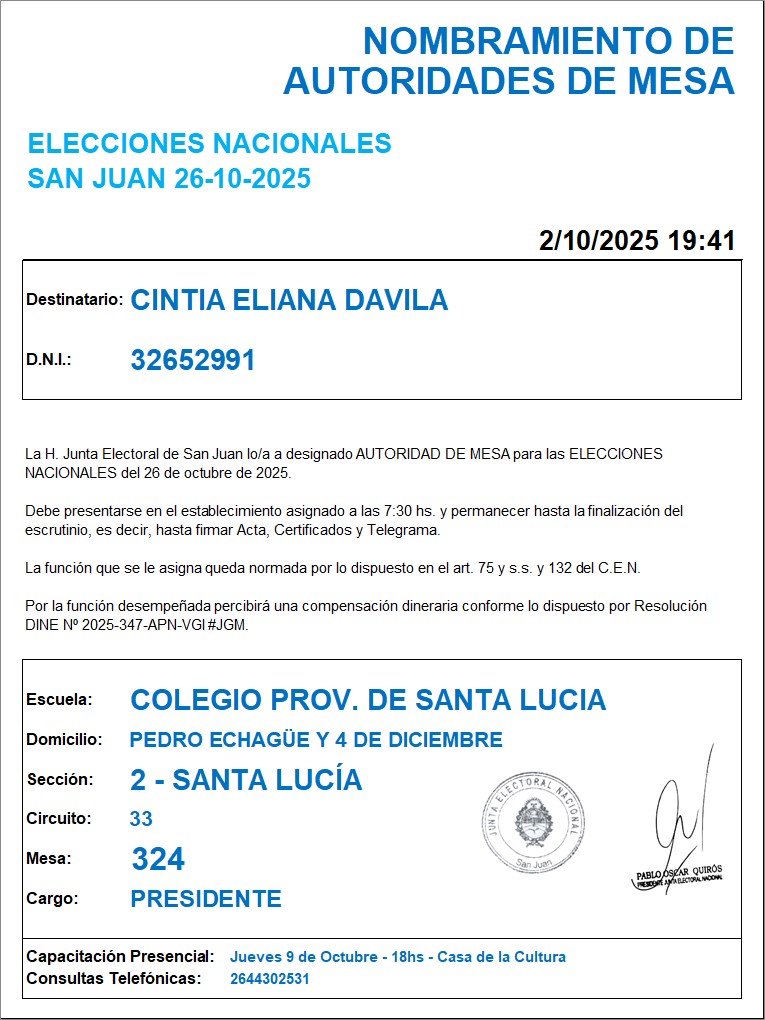 NOMBRAMIENTO DE
AUTORIDADES DE MESA
ELECCIONES NACIONALES
SAN JUAN 26-10-2025
2/10/2025 19:41
Destinatario: CINTIA ELIANA DAVILA
D.N.I.: 32652991
La H. Junta Electoral de San Juan lo/a a designado AUTORIDAD DE MESA para las ELECCIONES
NACIONALES del 26 de octubre de 2025.
Debe presentarse en el establecimiento asignado a las 7:30 hs. y permanecer hasta la finalización del
escrutinio, es decir, hasta firmar Acta, Certificados y Telegrama.
La función que se le asigna queda normada por lo dispuesto en el art. 75 y s.s. y 132 del C.E.N.
Por la función desempeñada percibirá una compensación dineraria conforme lo dispuesto por Resolución
DINE Nº 2025-347-APN-VGI#JGM.
Escuela: COLEGIO PROV. DE SANTA LUCIA
Domicilio: PEDRO ECHAGÜE Y 4 DE DICIEMBRE
Sección: 2 - SANTA LUCÍA
Circuito: 33
Mesa: 324
Cargo: PRESIDENTE
JUNTA ELECTORAL NACIONAL
San Juan
PABLO OSCAR QUIRÓS
PRESIDENTE JUNTA ELECTORAL NACIONAL
Capacitación Presencial: Jueves 9 de Octubre - 18hs - Casa de la Cultura
Consultas Telefónicas: 2644302531